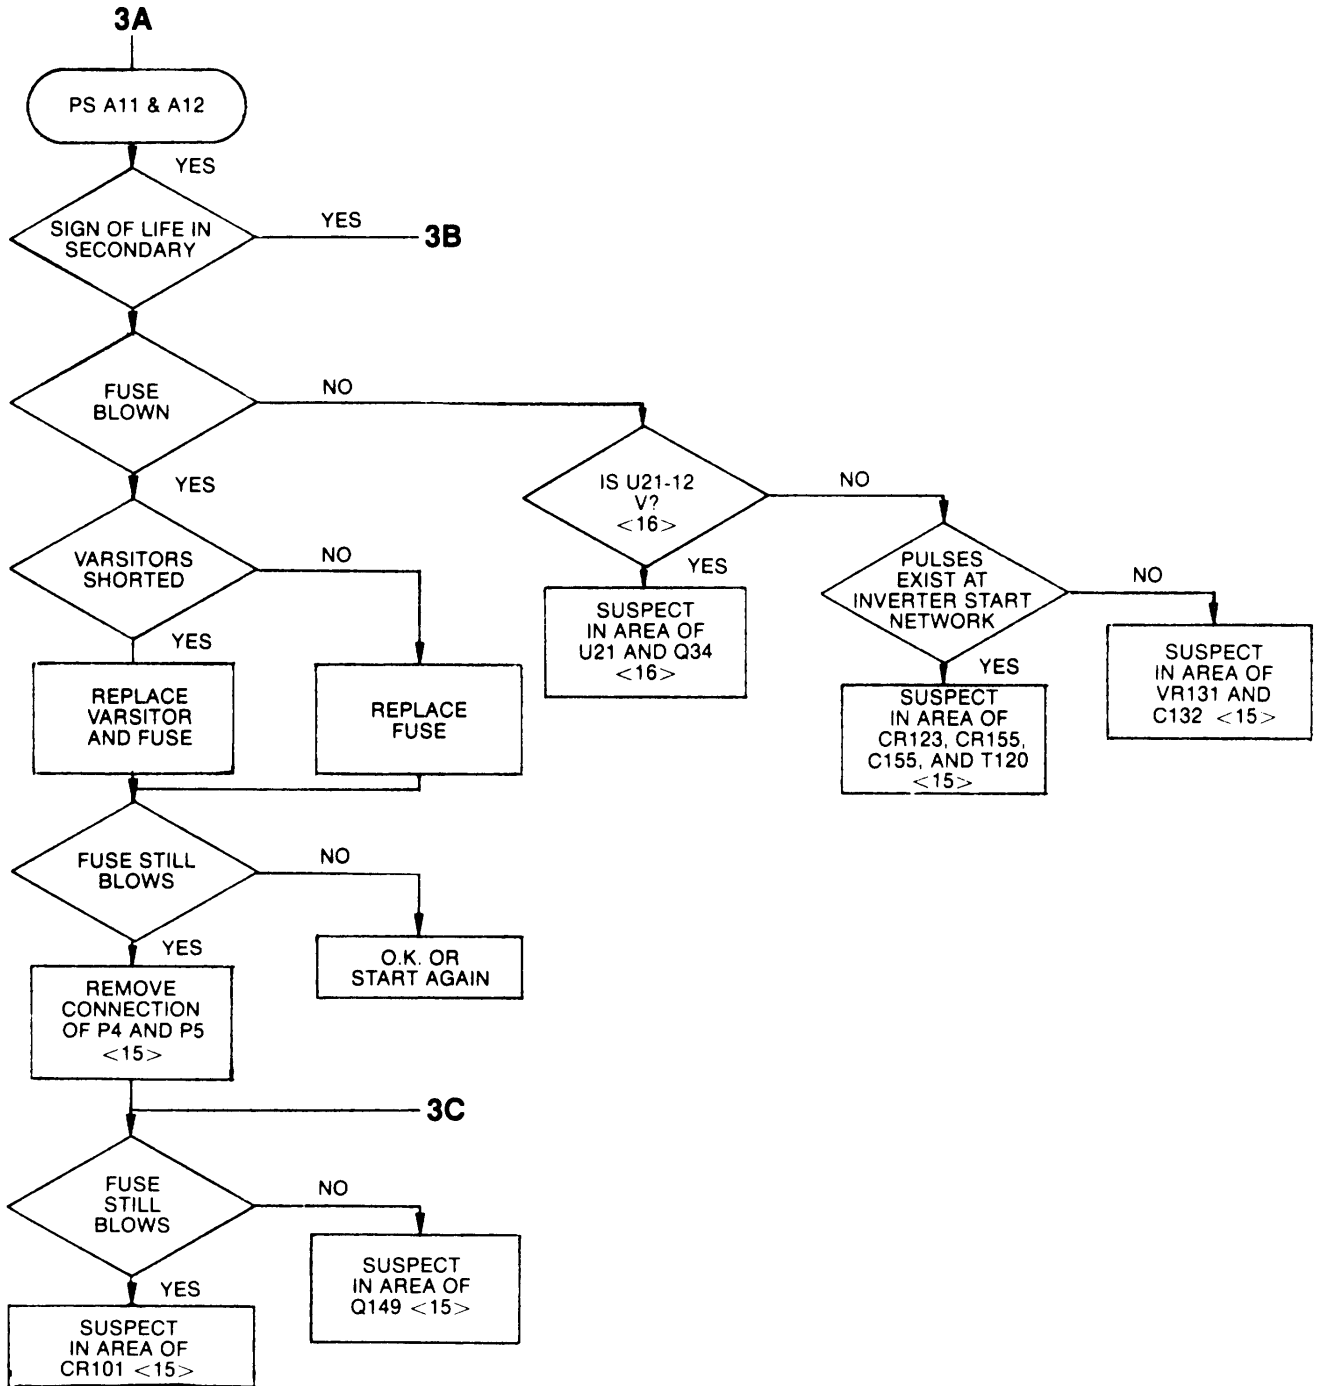 3A
PS A11 & A12
YES
SIGN OF LIFE IN
SECONDARY
YES
3B
FUSE
BLOWN
NO
YES
IS U21-12
V?
<16>
NO
YES
SUSPECT
IN AREA OF
U21 AND Q34
<16>
PULSES
EXIST AT
INVERTER START
NETWORK
NO
YES
SUSPECT
IN AREA OF
CR123, CR155,
C155, AND T120
<15>
SUSPECT
IN AREA OF
VR131 AND
C132 <15>
VARSITORS
SHORTED
NO
YES
REPLACE
VARSITOR
AND FUSE
REPLACE
FUSE
FUSE STILL
BLOWS
NO
YES
O.K. OR
START AGAIN
REMOVE
CONNECTION
OF P4 AND P5
<15>
3C
FUSE
STILL
BLOWS
NO
YES
SUSPECT
IN AREA OF
Q149 <15>
SUSPECT
IN AREA OF
CR101 <15>